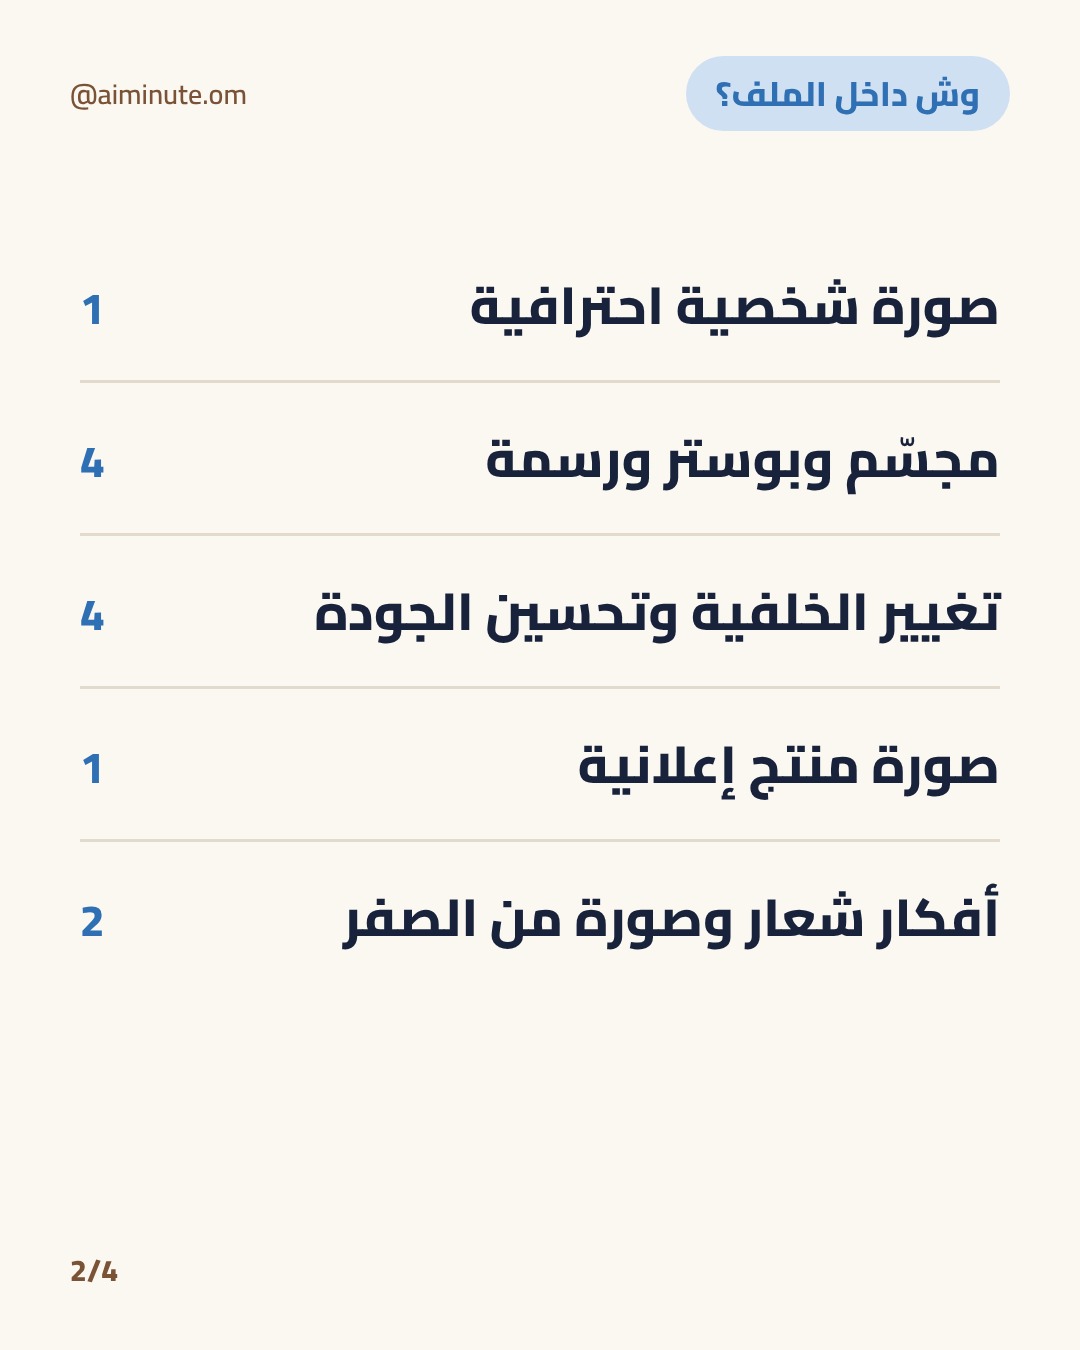 وش داخل الملف؟
@aiminute.om
صورة شخصية احترافية 1
مجسّم وبوستر ورسمة 4
تغيير الخلفية وتحسين الجودة 4
صورة منتج إعلانية 1
أفكار شعار وصورة من الصفر 2
2/4